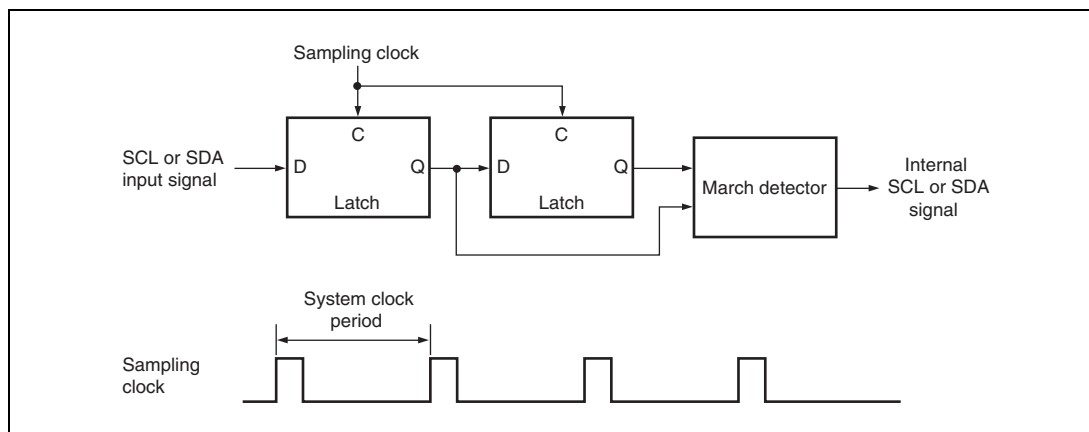 Sampling clock
SCL or SDA
input signal
D
C
Q
Latch
D
C
Q
Latch
March detector
Internal
SCL or SDA
signal
System clock
period
Sampling
clock